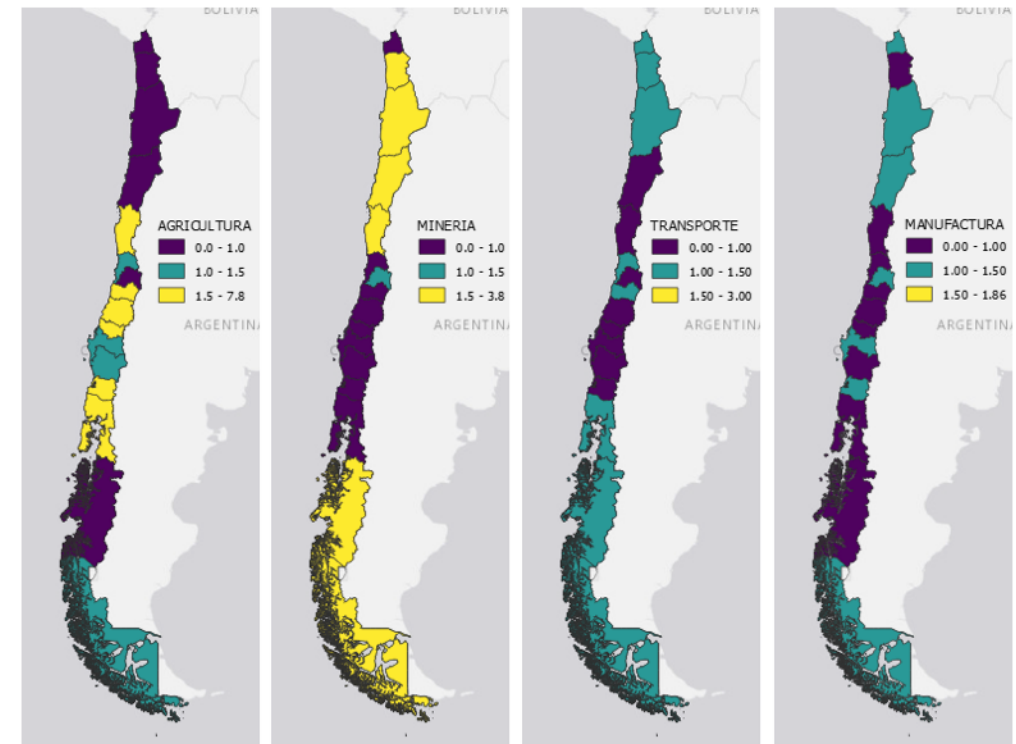 BOLIVIA
AGRICULTURA
0.0 - 1.0
1.0 - 1.5
1.5 - 7.8
ARGENTINA
BOLIVIA
MINERIA
0.0 - 1.0
1.0 - 1.5
1.5 - 3.8
ARGENTIN
BOLIVIA
TRANSPORTE
0.00 - 1.00
1.00 - 1.50
1.50 - 3.00
ARGENTIN
BOLIVIA
MANUFACTURA
0.00 - 1.00
1.00 - 1.50
1.50 - 1.86
ARGENTIN